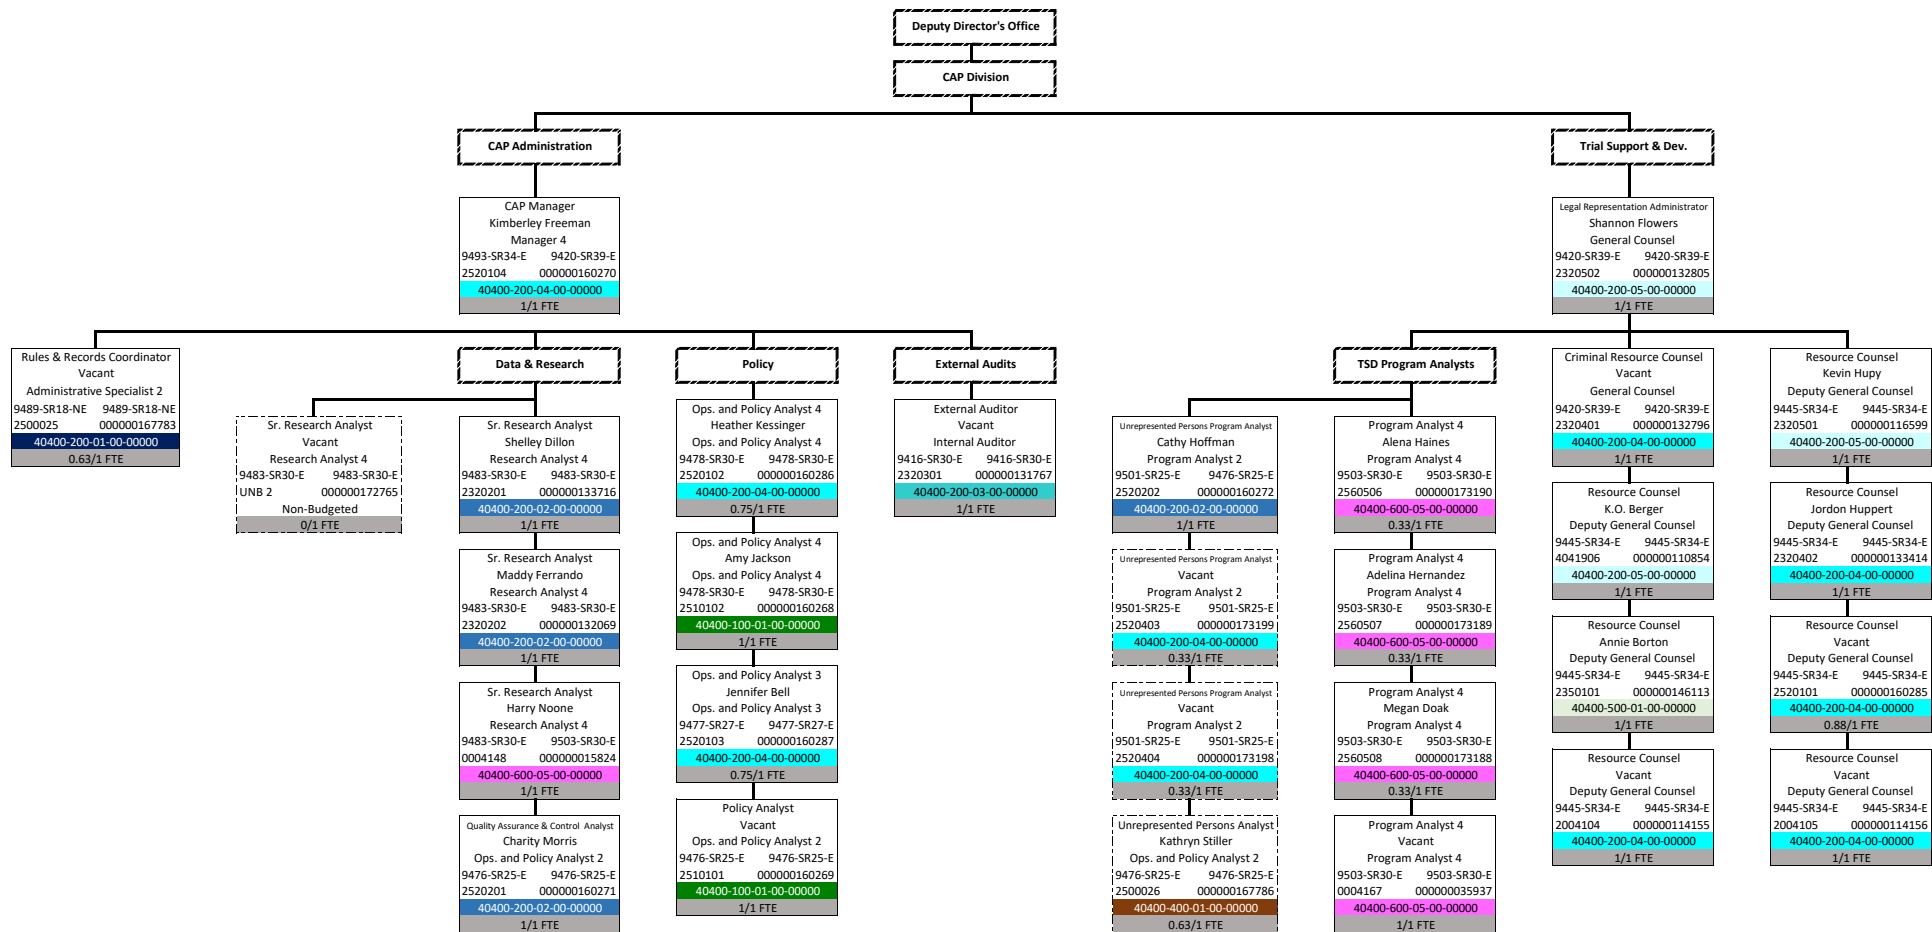 Deputy Director's Office
CAP Division
CAP Administration
Trial Support & Dev.
CAP Manager
Kimberley Freeman
Manager 4
9493-SR34-E 9420-SR39-E
2520104 000000160270
40400-200-04-00-00000
1/1 FTE
Legal Representation Administrator
Shannon Flowers
General Counsel
9420-SR39-E 9420-SR39-E
2320502 000000132805
40400-200-05-00-00000
1/1 FTE
Rules & Records Coordinator
Vacant
Administrative Specialist 2
9489-SR18-NE 9489-SR18-NE
2500025 000000167783
40400-200-01-00-00000
0.63/1 FTE
Data & Research
Sr. Research Analyst
Vacant
Research Analyst 4
9483-SR30-E 9483-SR30-E
UNB 2 000000172765
Non-Budgeted
0/1 FTE
Sr. Research Analyst
Shelley Dillon
Research Analyst 4
9483-SR30-E 9483-SR30-E
2320201 000000133716
40400-200-02-00-00000
1/1 FTE
Sr. Research Analyst
Maddy Ferrando
Research Analyst 4
9483-SR30-E 9483-SR30-E
2320202 000000132069
40400-200-02-00-00000
1/1 FTE
Sr. Research Analyst
Harry Noone
Research Analyst 4
9483-SR30-E 9503-SR30-E
0004148 000000015824
40400-600-05-00-00000
1/1 FTE
Quality Assurance & Control Analyst
Charity Morris
Ops. and Policy Analyst 2
9476-SR25-E 9476-SR25-E
2520201 000000160271
40400-200-02-00-00000
1/1 FTE
Policy
Ops. and Policy Analyst 4
Heather Kessinger
Ops. and Policy Analyst 4
9478-SR30-E 9478-SR30-E
2520102 000000160286
40400-200-04-00-00000
0.75/1 FTE
Ops. and Policy Analyst 4
Amy Jackson
Ops. and Policy Analyst 4
9478-SR30-E 9478-SR30-E
2510102 000000160268
40400-100-01-00-00000
1/1 FTE
Ops. and Policy Analyst 3
Jennifer Bell
Ops. and Policy Analyst 3
9477-SR27-E 9477-SR27-E
2520103 000000160287
40400-200-04-00-00000
0.75/1 FTE
Policy Analyst
Vacant
Ops. and Policy Analyst 2
9476-SR25-E 9476-SR25-E
2510101 000000160269
40400-100-01-00-00000
1/1 FTE
External Audits
External Auditor
Vacant
Internal Auditor
9416-SR30-E 9416-SR30-E
2320301 000000131767
40400-200-03-00-00000
1/1 FTE
TSD Program Analysts
Unrepresented Persons Program Analyst
Cathy Hoffman
Program Analyst 2
9501-SR25-E 9476-SR25-E
2520202 000000160272
40400-200-02-00-00000
1/1 FTE
Unrepresented Persons Program Analyst
Vacant
Program Analyst 2
9501-SR25-E 9501-SR25-E
2520403 000000173199
40400-200-04-00-00000
0.33/1 FTE
Unrepresented Persons Program Analyst
Vacant
Program Analyst 2
9501-SR25-E 9501-SR25-E
2520404 000000173198
40400-200-04-00-00000
0.33/1 FTE
Unrepresented Persons Analyst
Kathryn Stiller
Ops. and Policy Analyst 2
9476-SR25-E 9476-SR25-E
2500026 000000167786
40400-400-01-00-00000
0.63/1 FTE
Program Analyst 4
Alena Haines
Program Analyst 4
9503-SR30-E 9503-SR30-E
2560506 000000173190
40400-600-05-00-00000
0.33/1 FTE
Program Analyst 4
Adelina Hernandez
Program Analyst 4
9503-SR30-E 9503-SR30-E
2560507 000000173189
40400-600-05-00-00000
0.33/1 FTE
Program Analyst 4
Megan Doak
Program Analyst 4
9503-SR30-E 9503-SR30-E
2560508 000000173188
40400-600-05-00-00000
0.33/1 FTE
Program Analyst 4
Vacant
Program Analyst 4
9503-SR30-E 9503-SR30-E
0004167 000000035937
40400-600-05-00-00000
1/1 FTE
Criminal Resource Counsel
Vacant
General Counsel
9420-SR39-E 9420-SR39-E
2320401 000000132796
40400-200-04-00-00000
1/1 FTE
Resource Counsel
K.O. Berger
Deputy General Counsel
9445-SR34-E 9445-SR34-E
4041906 000000110854
40400-200-05-00-00000
1/1 FTE
Resource Counsel
Annie Borton
Deputy General Counsel
9445-SR34-E 9445-SR34-E
2350101 000000146113
40400-500-01-00-00000
1/1 FTE
Resource Counsel
Vacant
Deputy General Counsel
9445-SR34-E 9445-SR34-E
2004104 000000114155
40400-200-04-00-00000
1/1 FTE
Resource Counsel
Kevin Hupy
Deputy General Counsel
9445-SR34-E 9445-SR34-E
2320501 000000116599
40400-200-05-00-00000
1/1 FTE
Resource Counsel
Jordon Huppert
Deputy General Counsel
9445-SR34-E 9445-SR34-E
2320402 000000133414
40400-200-04-00-00000
1/1 FTE
Resource Counsel
Vacant
Deputy General Counsel
9445-SR34-E 9445-SR34-E
2520101 000000160285
40400-200-04-00-00000
0.88/1 FTE
Resource Counsel
Vacant
Deputy General Counsel
9445-SR34-E 9445-SR34-E
2004105 000000114156
40400-200-04-00-00000
1/1 FTE